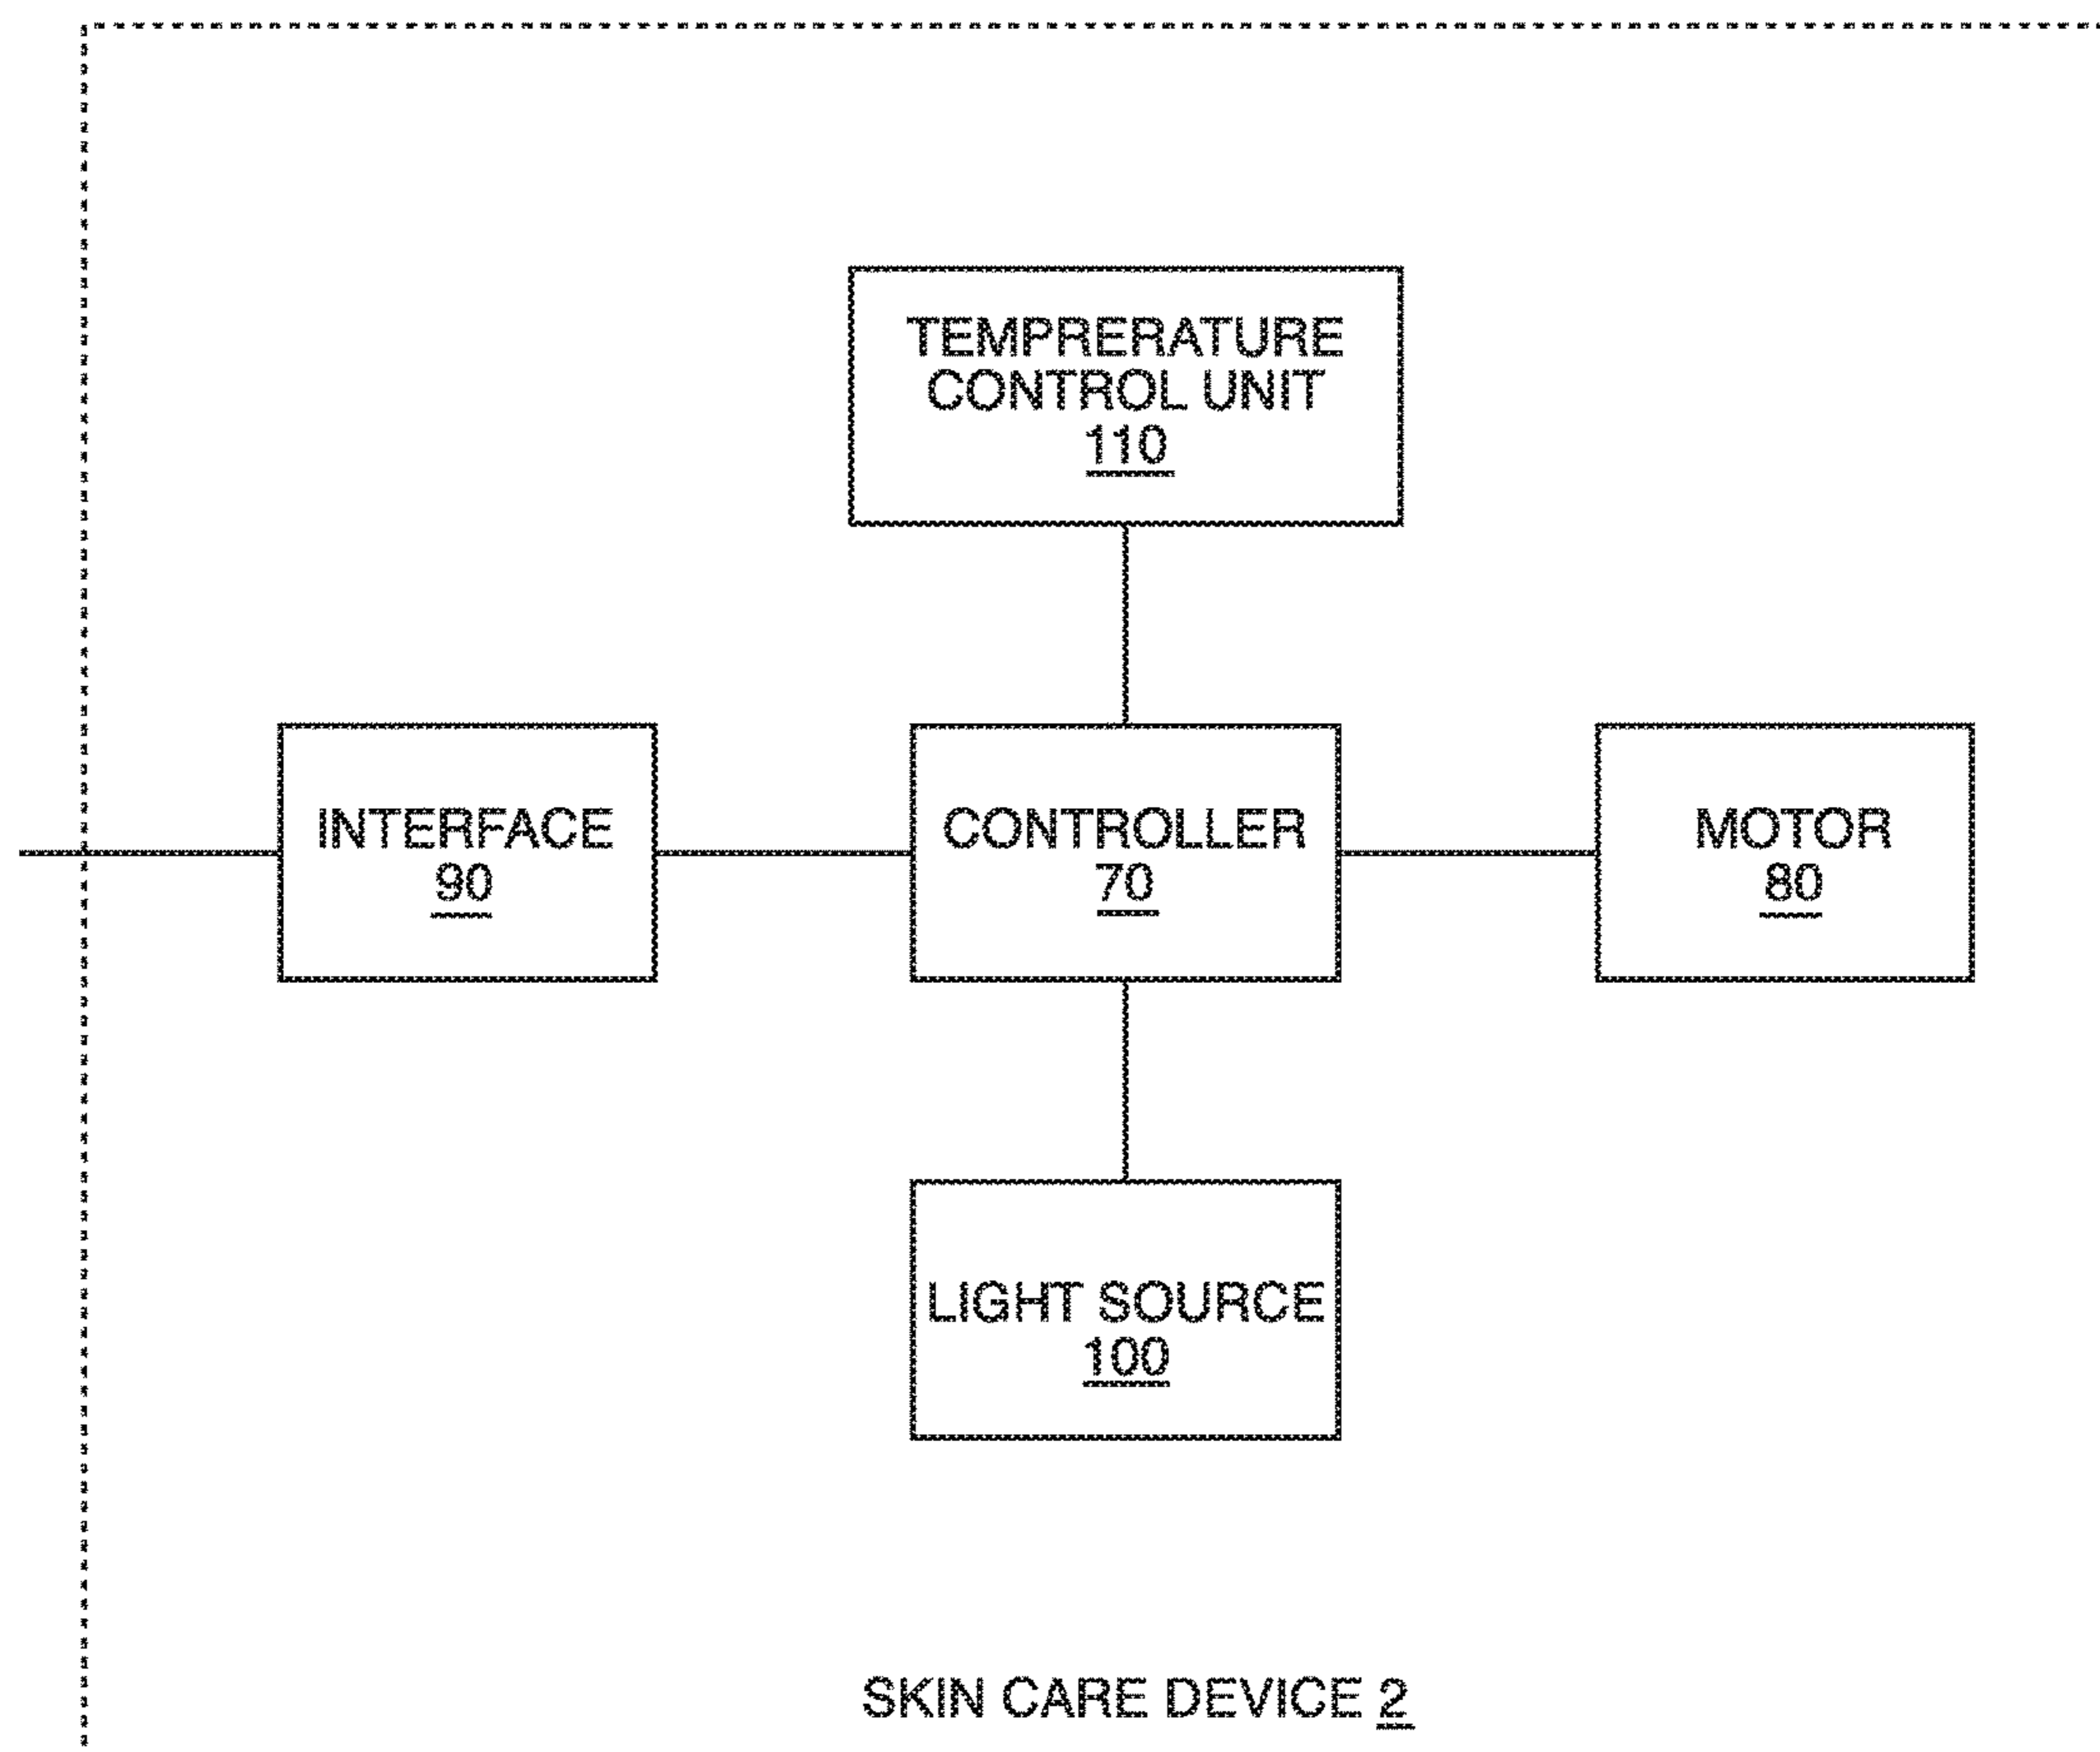 TEMPRERATURE
CONTROL UNIT
110
INTERFACE
90
CONTROLLER
70
MOTOR
80
LIGHT SOURCE
100
SKIN CARE DEVICE 2